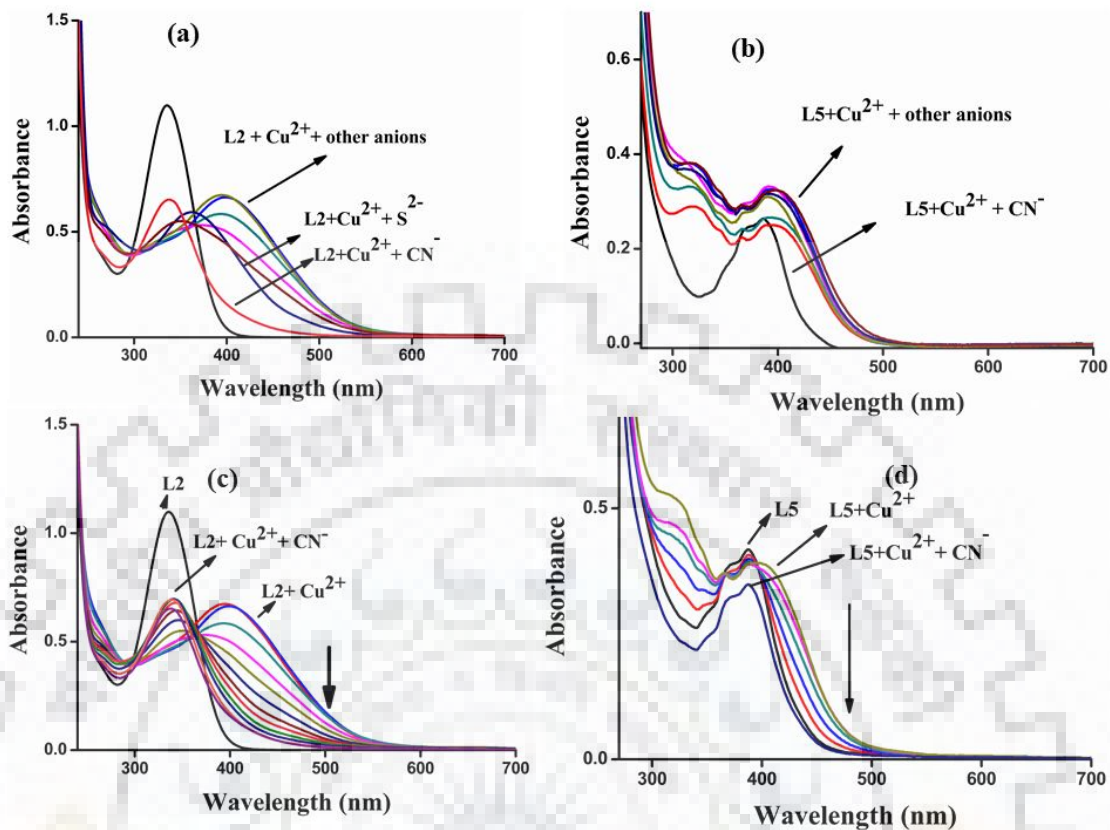 (a)
1.5
1.0
0.5
0.0
Absorbance
L2 + Cu²⁺+ other anions
L2+Cu²⁺ + S²⁻
L2+Cu²⁺+ CN⁻
300 400 500 600 700
Wavelength (nm)
(b)
0.6
0.4
0.2
0.0
Absorbance
L5+Cu²⁺ + other anions
L5+Cu²⁺ + CN⁻
300 400 500 600 700
Wavelength (nm)
(c)
1.5
1.0
0.5
0.0
Absorbance
L2
L2+ Cu²⁺ + CN⁻
L2+ Cu²⁺
300 400 500 600 700
Wavelength (nm)
(d)
0.5
0.0
Absorbance
L5
L5+Cu²⁺
L5+Cu²⁺ + CN⁻
300 400 500 600 700
Wavelength (nm)